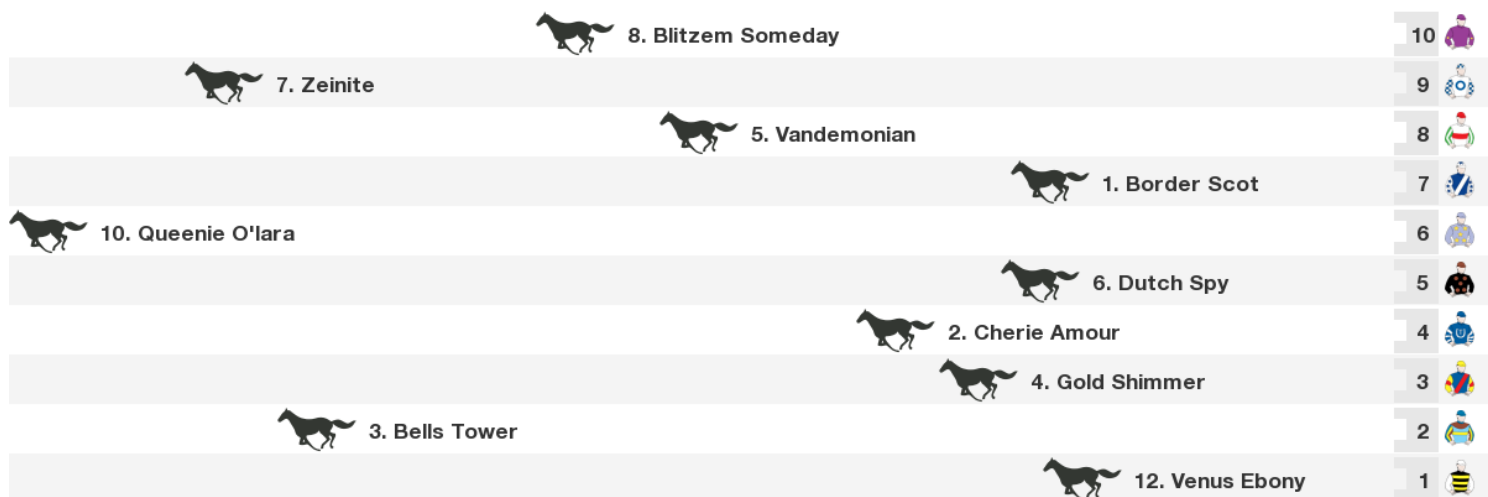 8. Blitzem Someday 10
7. Zeinite 9
5. Vandemonian 8
1. Border Scot 7
10. Queenie O'lara 6
6. Dutch Spy 5
2. Cherie Amour 4
4. Gold Shimmer 3
3. Bells Tower 2
12. Venus Ebony 1